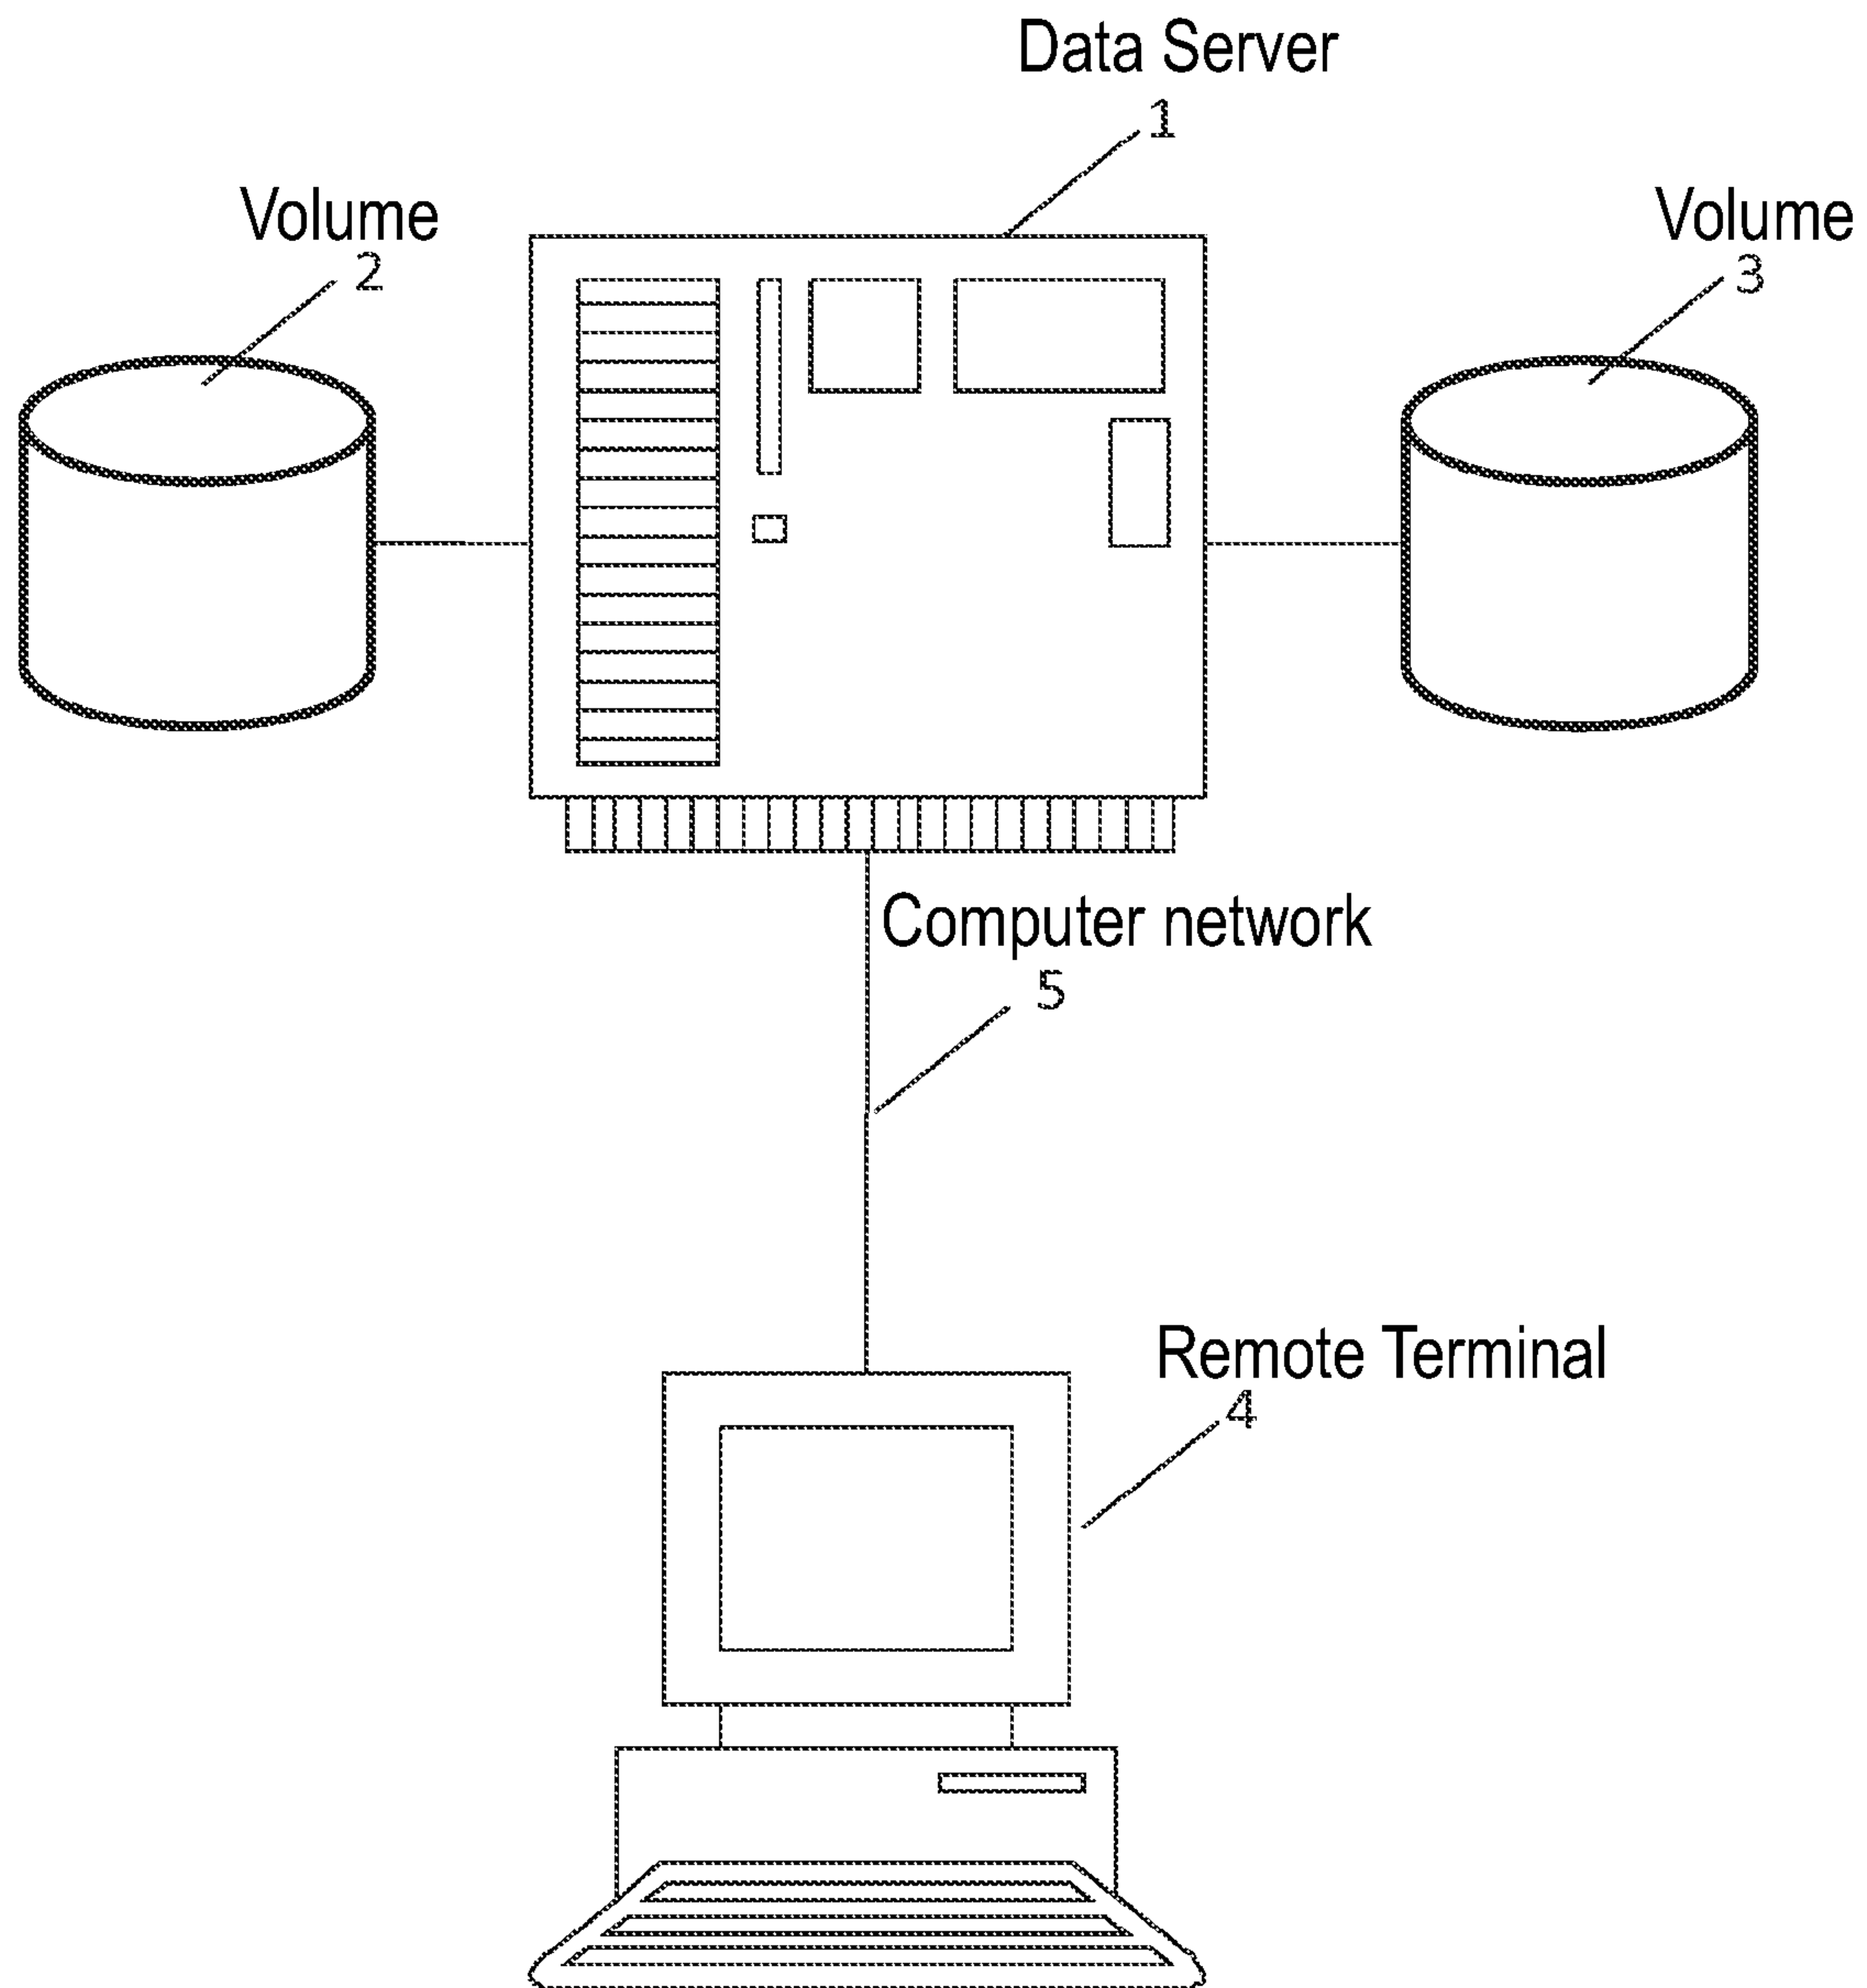 Data Server
1
Volume
2
Volume
3
Computer network
5
Remote Terminal
4